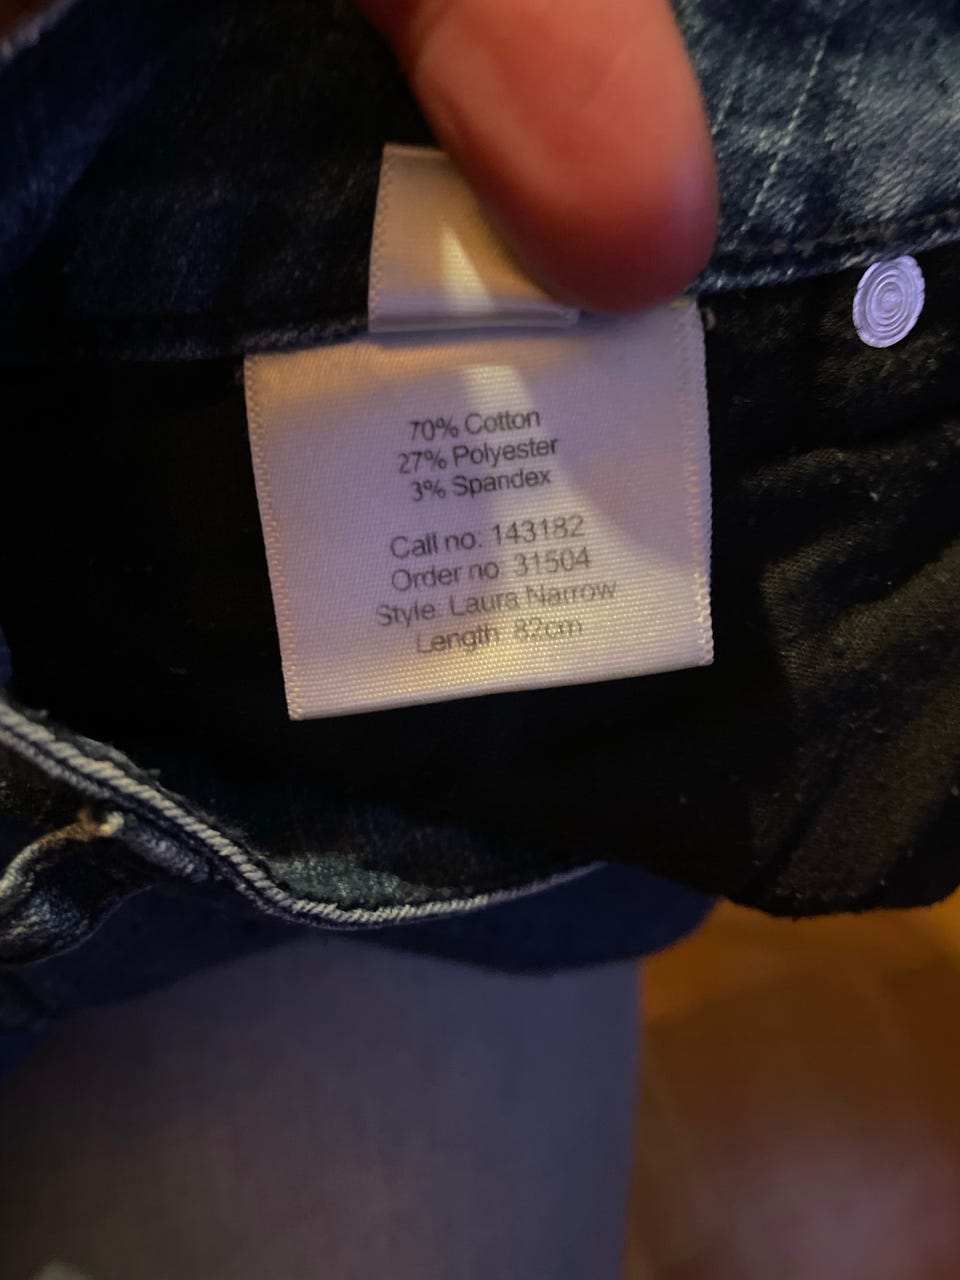 70% Cotton
27% Polyester
3% Spandex
Call no: 143182
Order no: 31504
Style: Laura Narrow
Length: 82cm